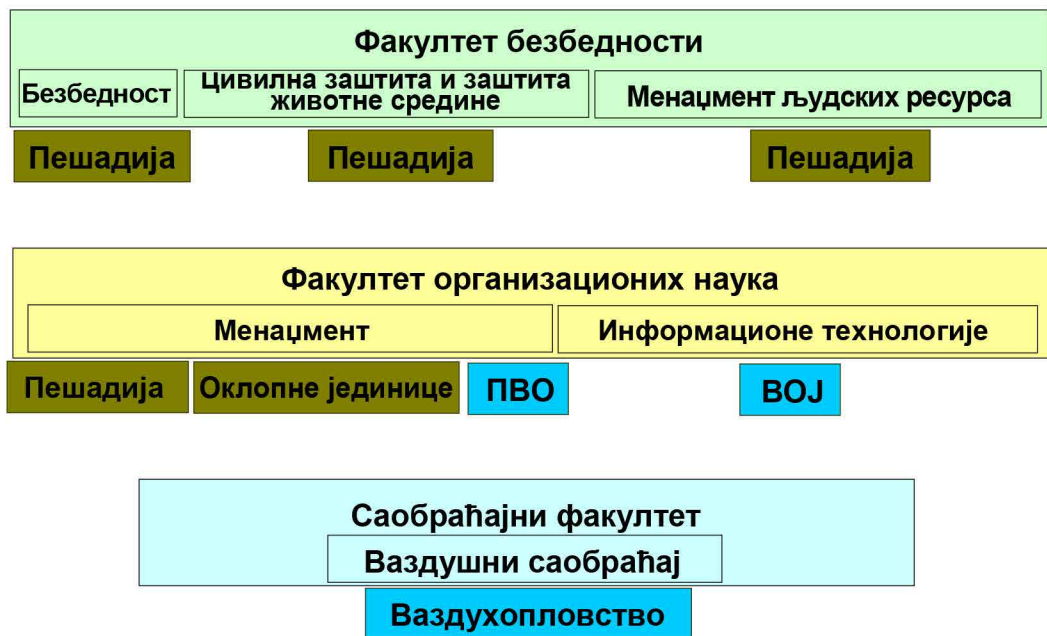 Факултет безбедности
Безбедност
Цивилна заштита и заштита
животне средине
Менаџмент људских ресурса
Пешадија
Пешадија
Пешадија
Факултет организационих наука
Менаџмент
Информационе технологије
Пешадија
Оклопне јединице
ПВО
ВОЈ
Саобраћајни факултет
Ваздушни саобраћај
Ваздухопловство